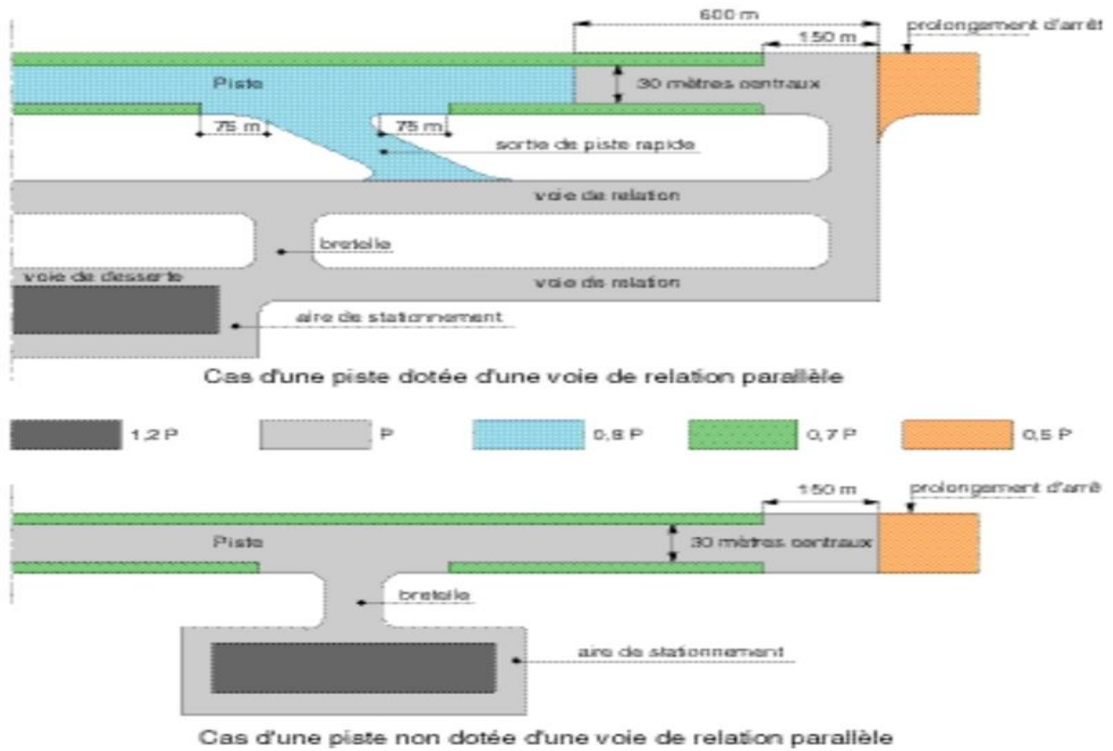 600 m
prolongement d'arrêt
150 m
Piste
30 mètres centraux
75 m
75 m
sortie de piste rapide
voie de relation
bretelle
voie de desserte
voie de relation
aire de stationnement
Cas d'une piste dotée d'une voie de relation parallèle
1,2 P
P
0,8 P
0,7 P
0,5 P
150 m
prolongement d'arrê
Piste
30 mètres centraux
bretelle
aire de stationnement
Cas d'une piste non dotée d'une voie de relation parallèle